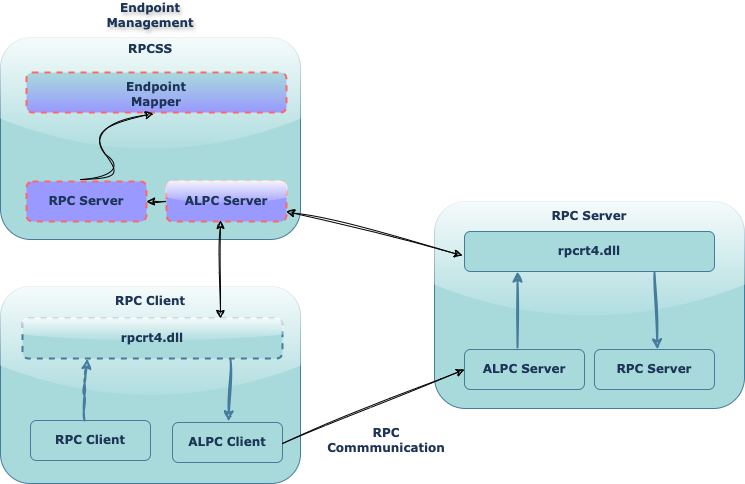 Endpoint
Management
RPCSS
Endpoint
Mapper
RPC Server
ALPC Server
RPC Server
rpcrt4.dll
ALPC Server
RPC Server
RPC Client
rpcrt4.dll
RPC Client
ALPC Client
RPC
Commmunication